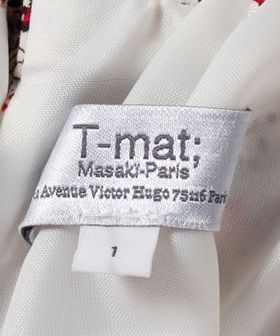 T-mat;
Masaki-Paris
Avenue Victor Hugo 75116 Paris
1